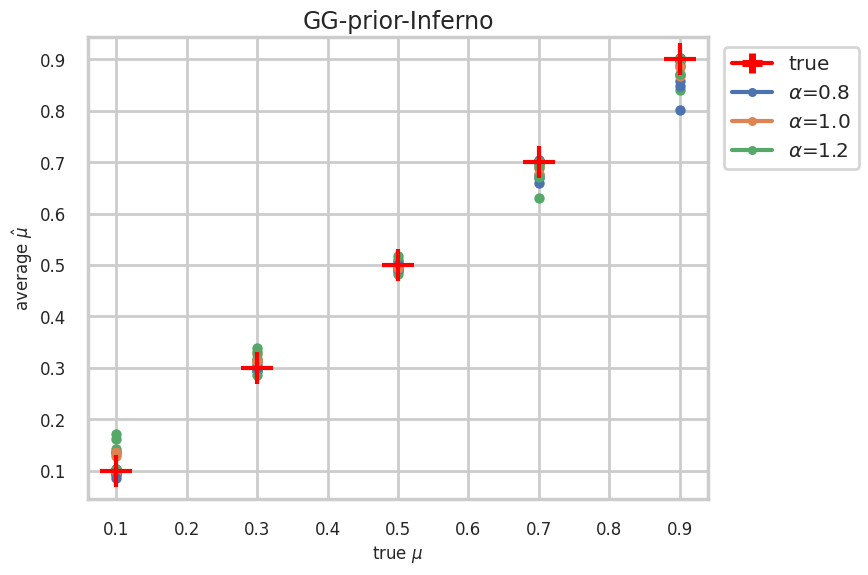 GG-prior-Inferno
average μ̂
0.9
0.8
0.7
0.6
0.5
0.4
0.3
0.2
0.1
0.1 0.2 0.3 0.4 0.5 0.6 0.7 0.8 0.9
true μ
true
α=0.8
α=1.0
α=1.2